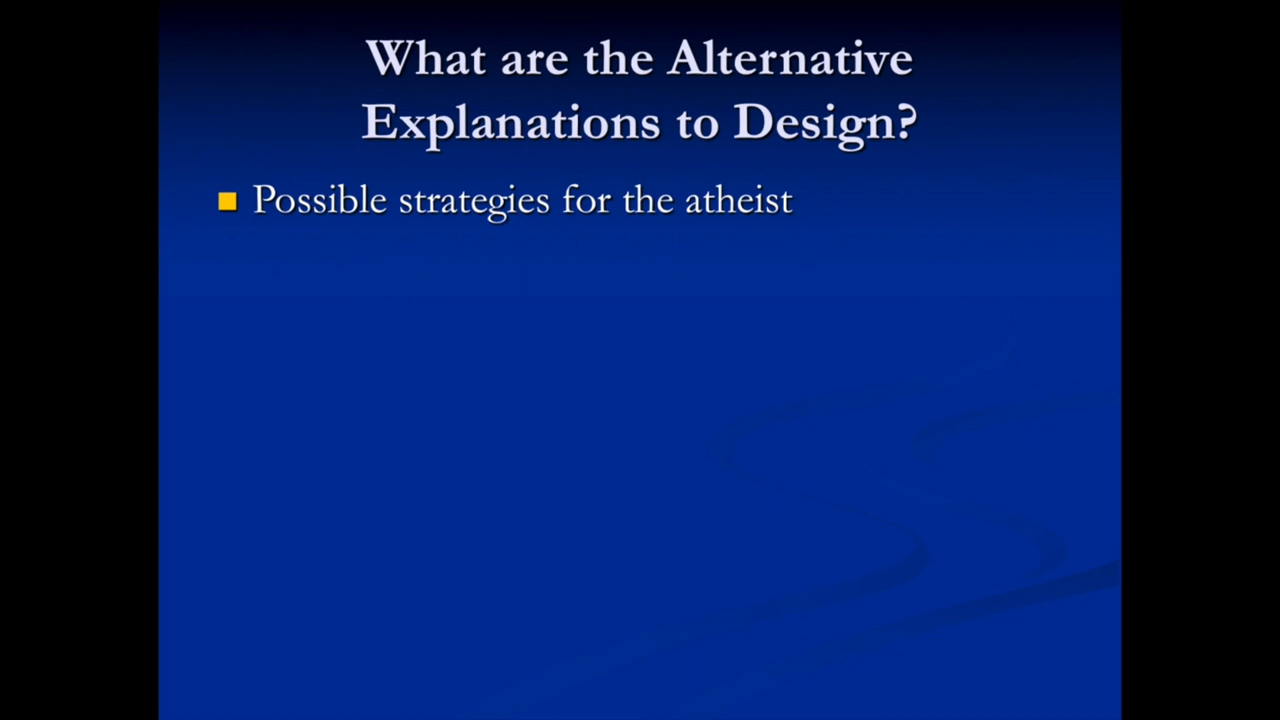 What are the Alternative
Explanations to Design?
Possible strategies for the atheist